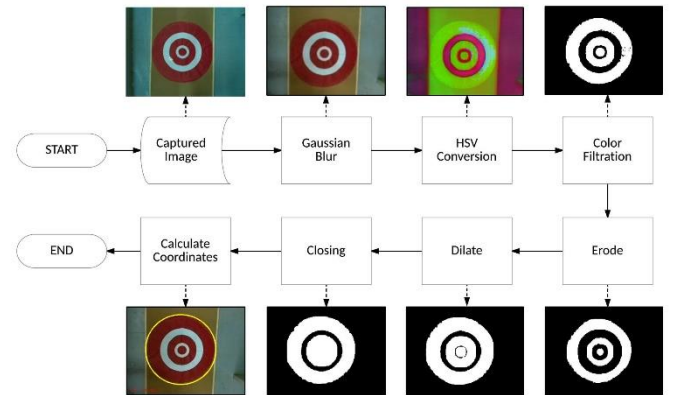 START
Captured
Image
Gaussian
Blur
HSV
Conversion
Color
Filtration
END
Calculate
Coordinates
Closing
Dilate
Erode